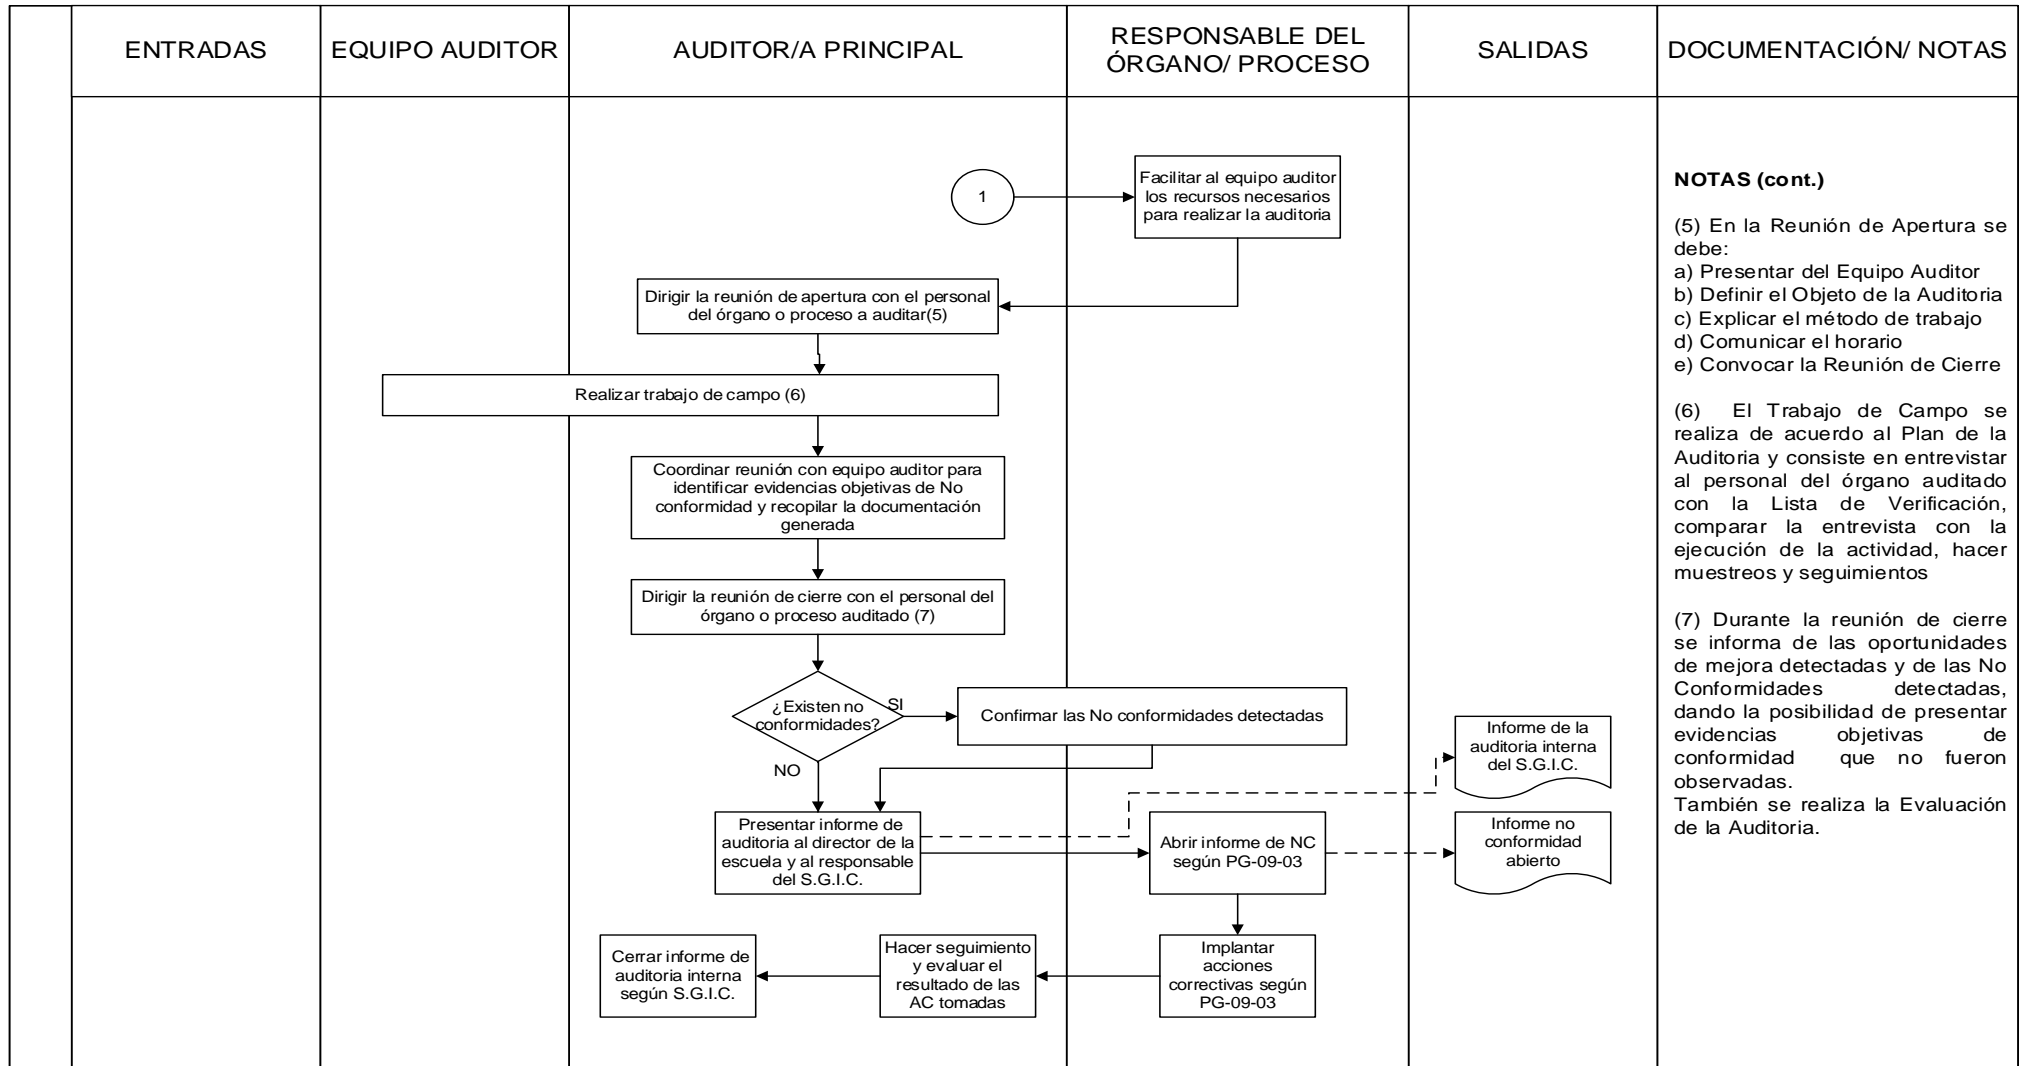 ENTRADAS
EQUIPO AUDITOR
AUDITOR/A PRINCIPAL
RESPONSABLE DEL
ÓRGANO/ PROCESO
SALIDAS
DOCUMENTACIÓN/ NOTAS
1
Facilitar al equipo auditor
los recursos necesarios
para realizar la auditoria
Dirigir la reunión de apertura con el personal
del órgano o proceso a auditar(5)
Realizar trabajo de campo (6)
Coordinar reunión con equipo auditor para
identificar evidencias objetivas de No
conformidad y recopilar la documentación
generada
Dirigir la reunión de cierre con el personal del
órgano o proceso auditado (7)
¿Existen no
conformidades?
SI
NO
Confirmar las No conformidades detectadas
Presentar informe de
auditoria al director de la
escuela y al responsable
del S.G.I.C.
Abrir informe de NC
según PG-09-03
Informe de la
auditoria interna
del S.G.I.C.
Informe no
conformidad
abierto
Cerrar informe de
auditoria interna
según S.G.I.C.
Hacer seguimiento
y evaluar el
resultado de las
AC tomadas
Implantar
acciones
correctivas según
PG-09-03
NOTAS (cont.)
(5) En la Reunión de Apertura se
debe:
a) Presentar del Equipo Auditor
b) Definir el Objeto de la Auditoria
c) Explicar el método de trabajo
d) Comunicar el horario
e) Convocar la Reunión de Cierre
(6) El Trabajo de Campo se
realiza de acuerdo al Plan de la
Auditoria y consiste en entrevistar
al personal del órgano auditado
con la Lista de Verificación,
comparar la entrevista con la
ejecución de la actividad, hacer
muestreos y seguimientos
(7) Durante la reunión de cierre
se informa de las oportunidades
de mejora detectadas y de las No
Conformidades detectadas,
dando la posibilidad de presentar
evidencias objetivas de
conformidad que no fueron
observadas.
También se realiza la Evaluación
de la Auditoria.